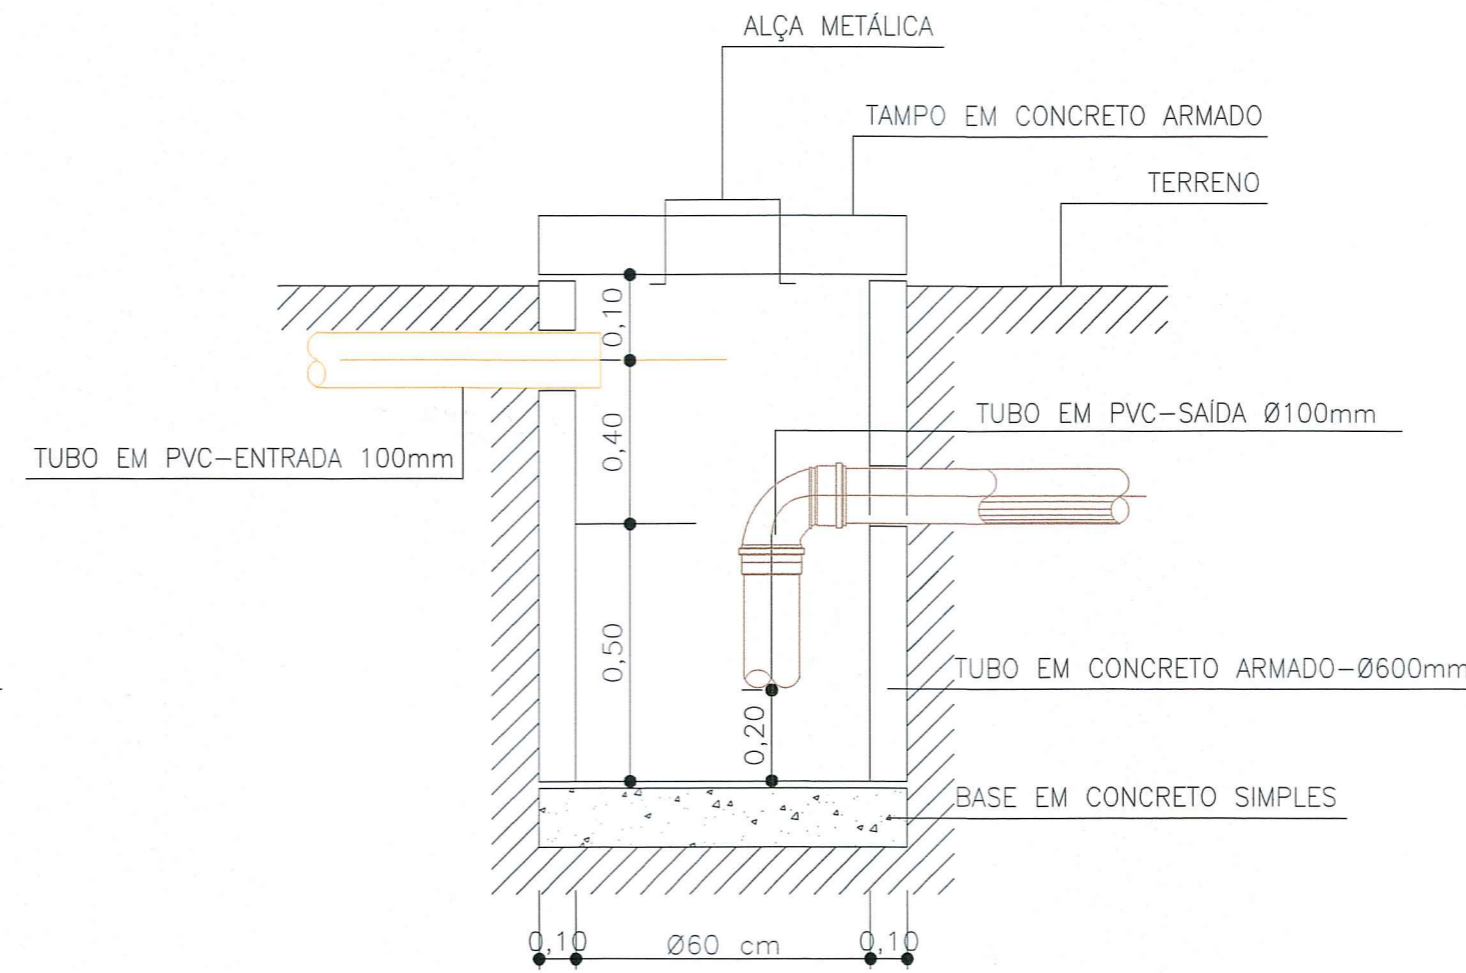 ALÇA METÁLICA
TAMPO EM CONCRETO ARMADO
TERRENO
0,10
TUBO EM PVC-SAÍDA Ø100mm
0,40
TUBO EM PVC-ENTRADA 100mm
0,50
TUBO EM CONCRETO ARMADO-Ø600mm
0,20
BASE EM CONCRETO SIMPLES
0,10
Ø60 cm
0,10